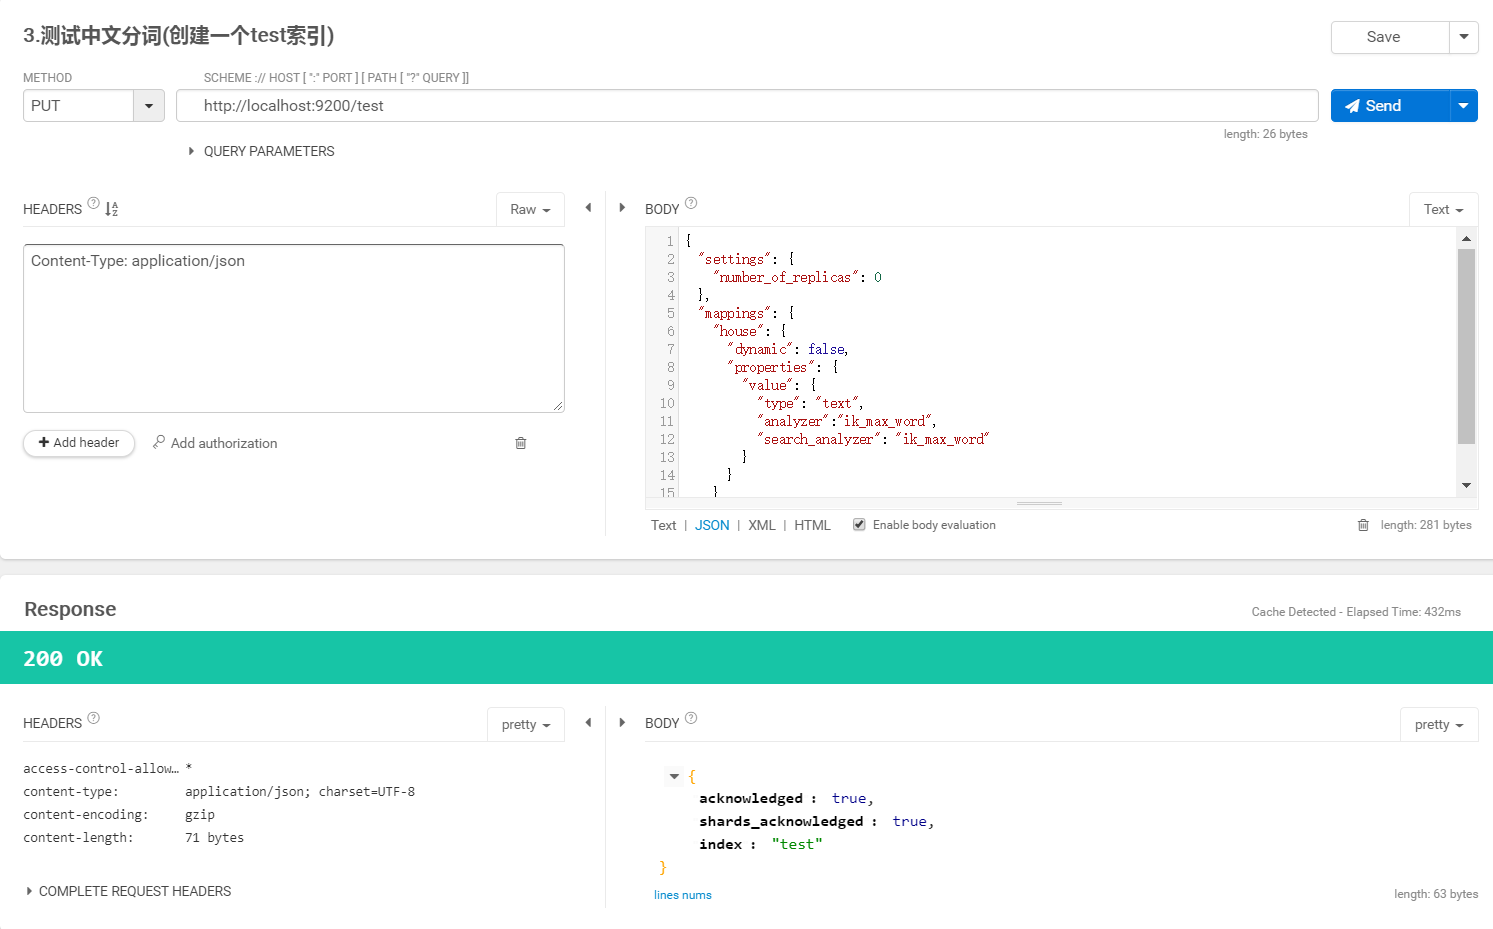 3.测试中文分词(创建一个test索引)
Save
METHOD
SCHEME :// HOST [ ":" PORT ] [ PATH [ "?" QUERY ]]
PUT
http://localhost:9200/test
Send
length: 26 bytes
QUERY PARAMETERS
HEADERS
Raw
BODY
Text
Content-Type: application/json
1 {
2 "settings": {
3 "number_of_replicas": 0
4 },
5 "mappings": {
6 "house": {
7 "dynamic": false,
8 "properties": {
9 "value": {
10 "type": "text",
11 "analyzer":"ik_max_word",
12 "search_analyzer": "ik_max_word"
13 }
14 }
15 }
Add header
Add authorization
Text | JSON | XML | HTML
Enable body evaluation
length: 281 bytes
Response
Cache Detected - Elapsed Time: 432ms
200 OK
HEADERS
pretty
BODY
pretty
access-control-allow… *
content-type: application/json; charset=UTF-8
content-encoding: gzip
content-length: 71 bytes
COMPLETE REQUEST HEADERS
{
acknowledged : true,
shards_acknowledged : true,
index : "test"
}
lines nums
length: 63 bytes